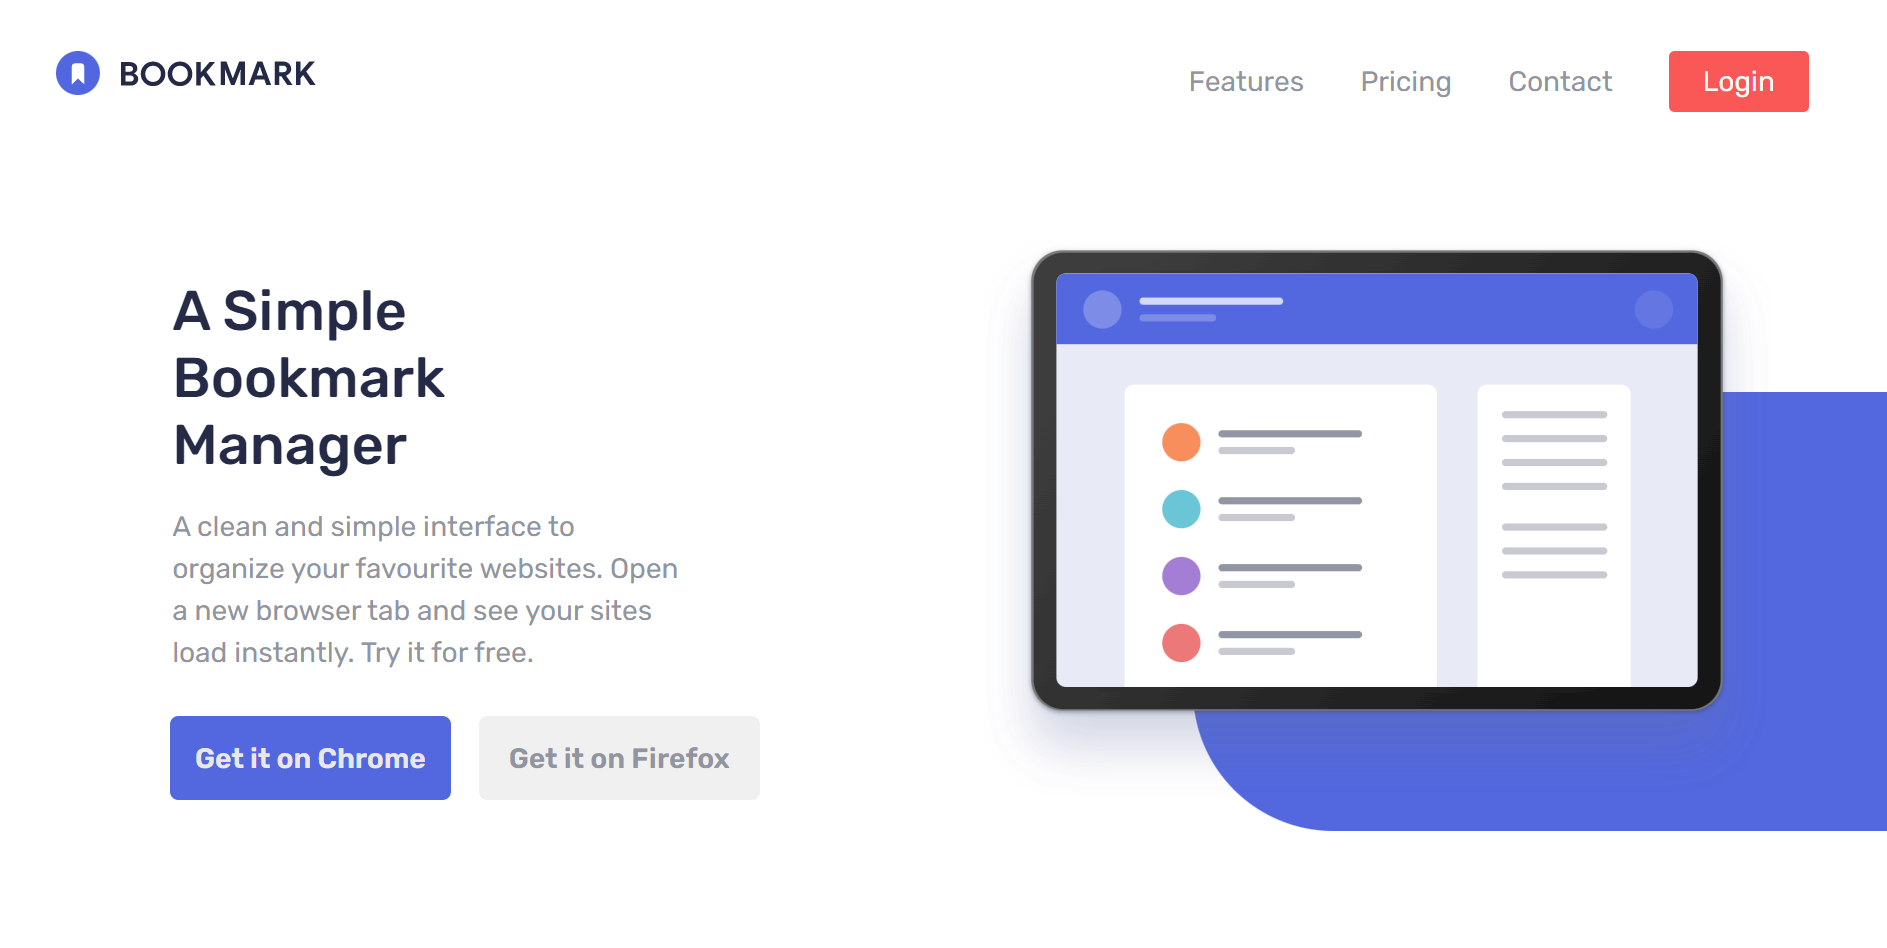 BOOKMARK
Features Pricing Contact Login
A Simple
Bookmark
Manager
A clean and simple interface to
organize your favourite websites. Open
a new browser tab and see your sites
load instantly. Try it for free.
Get it on Chrome Get it on Firefox